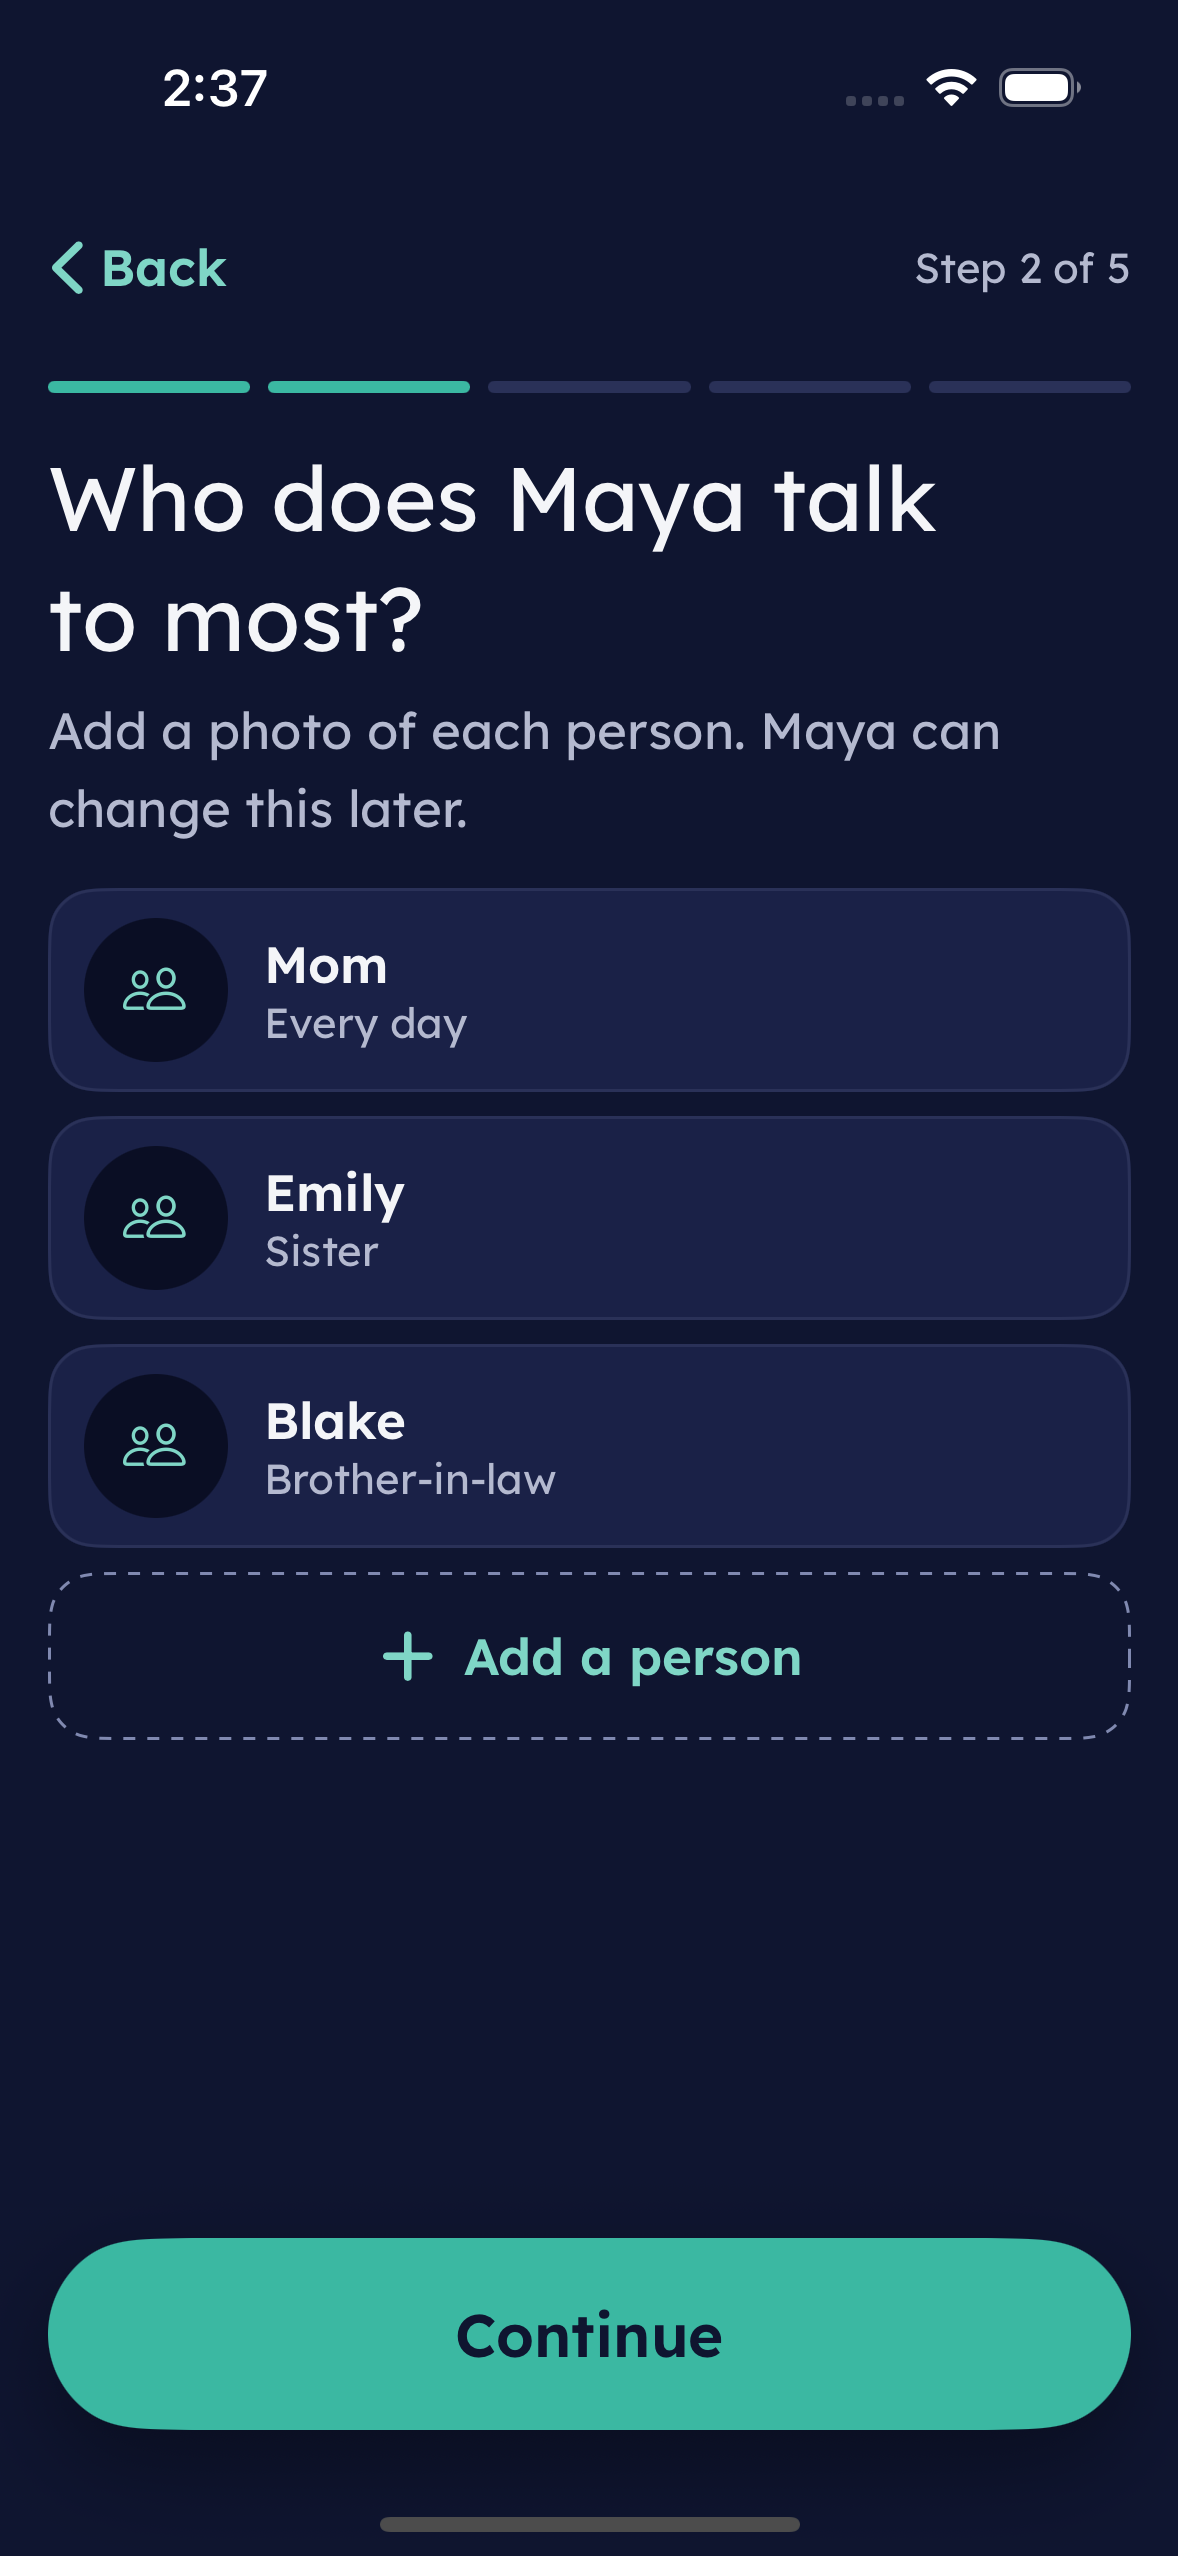 2:37
Back
Step 2 of 5
Who does Maya talk
to most?
Add a photo of each person. Maya can
change this later.
Mom
Every day
Emily
Sister
Blake
Brother-in-law
+ Add a person
Continue